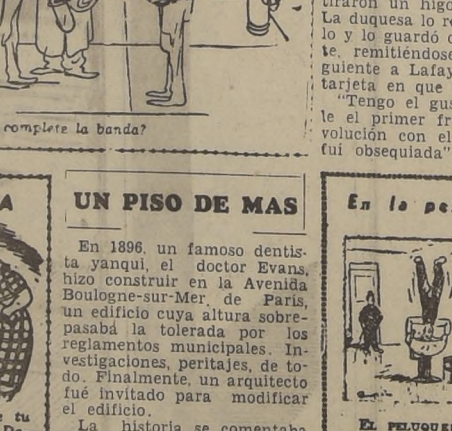 complete la banda?
tiraron un higo
La duquesa lo
lo y lo guardó
te, remitiéndose
guiente a Lafay
tarjeta en que
"Tengo el gus
le el primer
volución con el
fuí obsequiada"
A
UN PISO DE MAS
En 1896, un famoso dentis-
ta yanqui, el doctor Evans,
hizo construir en la Avenida
Boulogne-sur-Mer, de París,
un edificio cuya altura sobre-
pasaba la tolerada por los
reglamentos municipales. In-
vestigaciones, peritajes, de to-
do. Finalmente, un arquitecto
fué invitado para modificar
el edificio.
La historia se comentaba
e tu
En la pe
EL PELUQUE